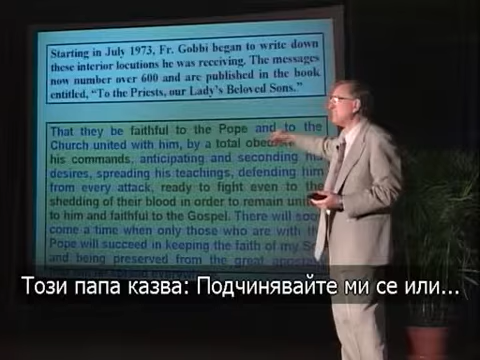 Starting in July 1973, Fr. Gobbi began to write down
these interior locutions he was receiving. The messages
now number over 600 and are published in the book
entitled, “To the Priests, our Lady’s Beloved Sons.”
That they be faithful to the Pope and to the
Church united with him, by a total
his commands, anticipating and seconding his
desires, spreading his teachings, defending him
from every attack, ready to fight even to the
shedding of their blood in order to remain united
to him and faithful to the Gospel. There will soon
come a time when only those who are with the
Pope will succeed in keeping the faith of my Son
and being preserved from the great
Този папа казва: Подчинявайте ми се или...